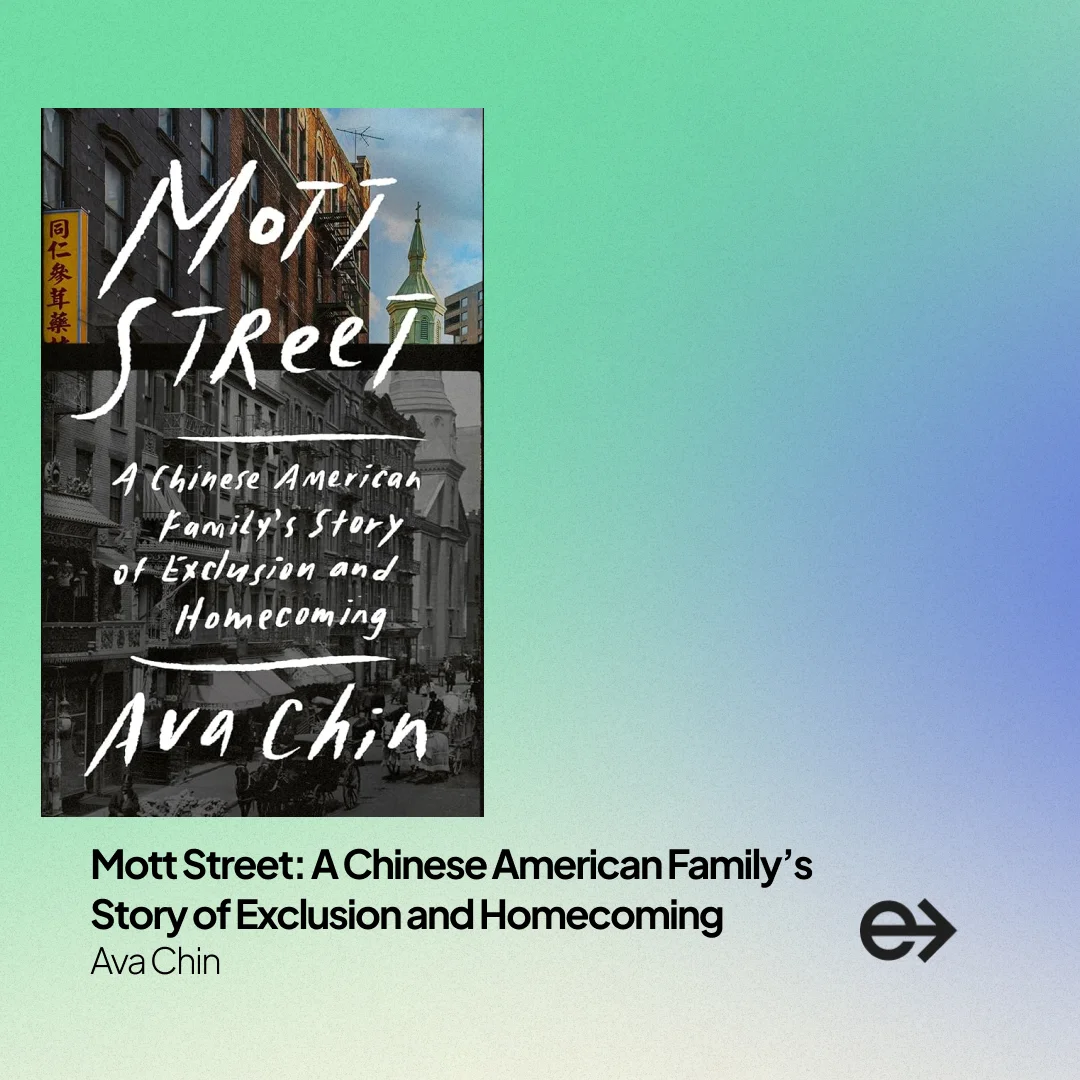 MoTT
STReeT
A Chinese American
Family's Story
of Exclusion and
Homecoming
Ava Chin
同仁參茸藥
Mott Street: A Chinese American Family’s
Story of Exclusion and Homecoming
Ava Chin